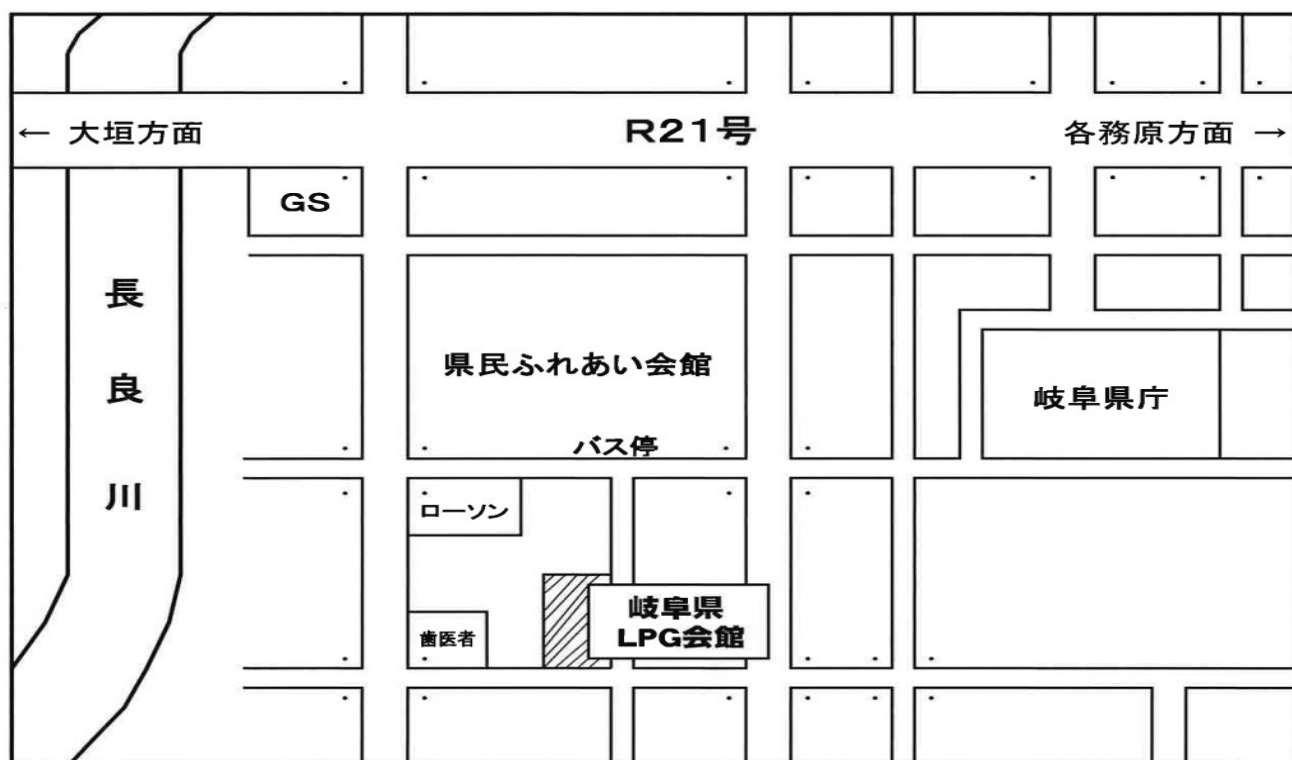 ← 大垣方面
R21号
各務原方面 →
GS
長良川
県民ふれあい会館
岐阜県庁
バス停
ローソン
岐阜県
LPG会館
歯医者